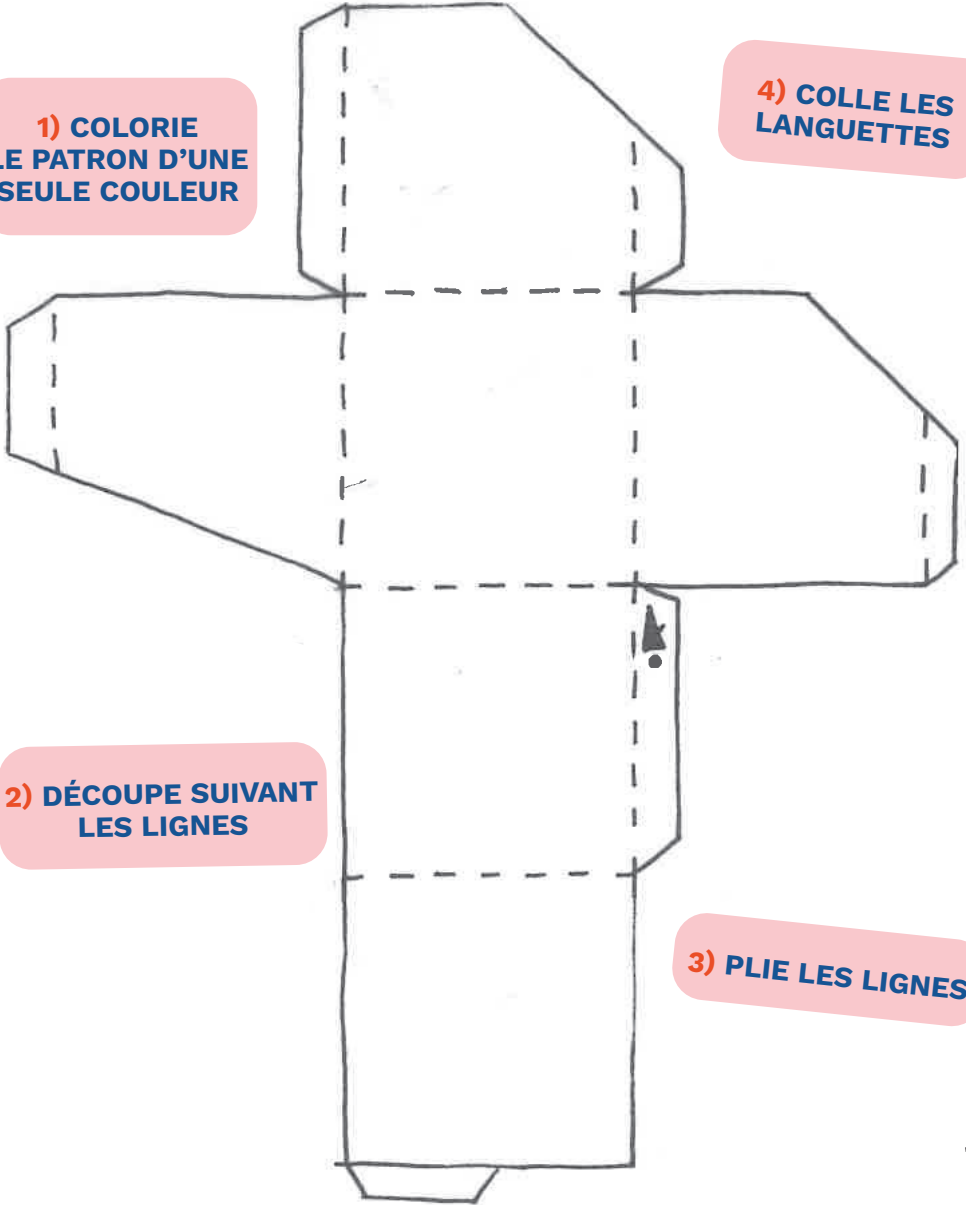 1) COLORIE
LE PATRON D'UNE
SEULE COULEUR
2) DÉCOUPE SUIVANT
LES LIGNES
3) PLIE LES LIGNES
4) COLLE LES
LANGUETTES